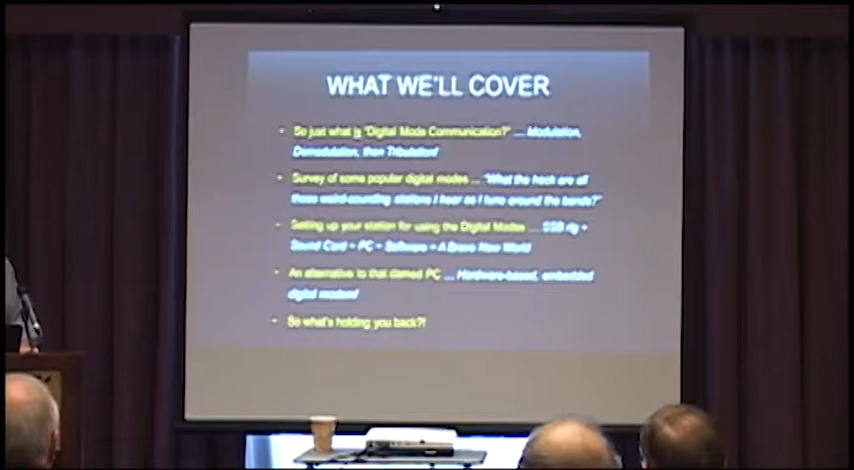 WHAT WE'LL COVER
• So just what is "Digital Mode Communication?" ... Modulation,
Demodulation, then Tribulation!
• Survey of some popular digital modes ... "What the heck are all
those weird-sounding stations I hear as I tune around the bands?"
• Setting up your station for using the Digital Modes ... SSB rig +
Sound Card + PC + Software = A Brave New World
• An alternative to that darned PC ... Hardware-based, embedded
digital modems!
• So what's holding you back?!